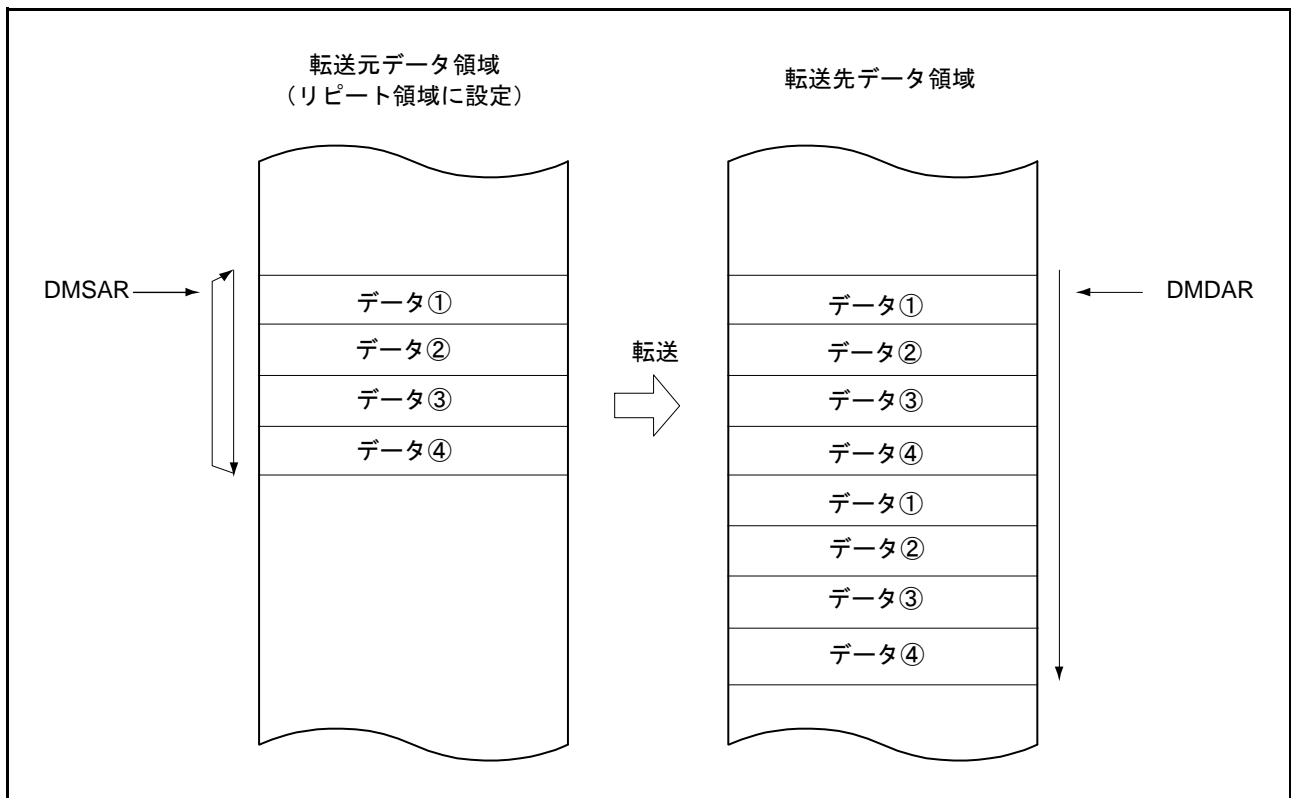 転送元データ領域
（リピート領域に設定）
転送先データ領域
DMSAR
データ①
データ②
データ③
データ④
転送
データ①
データ②
データ③
データ④
データ①
データ②
データ③
データ④
DMDAR